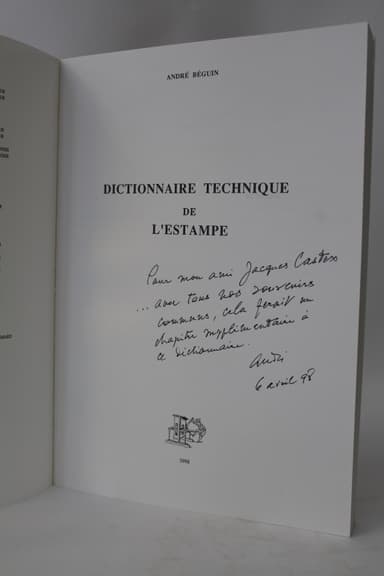 ANDRÉ BÉGUIN
DICTIONNAIRE TECHNIQUE
DE
L'ESTAMPE
Pour mon ami Jacques
... avec tous nos souvenirs
communs, cela ferait un
chapitre supplémentaire à
ce dictionnaire.
André
6 avril 98
1998